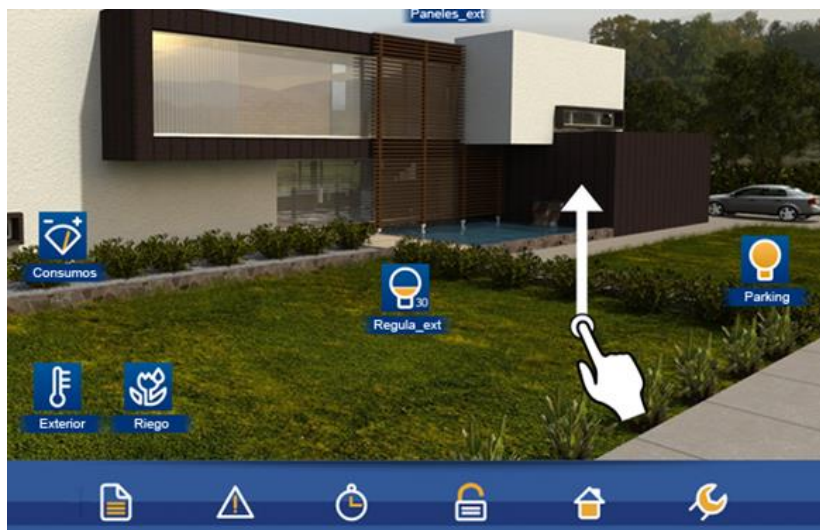 Paneles_ext
Consumos
30
Regula_ext
Parking
Exterior
Riego